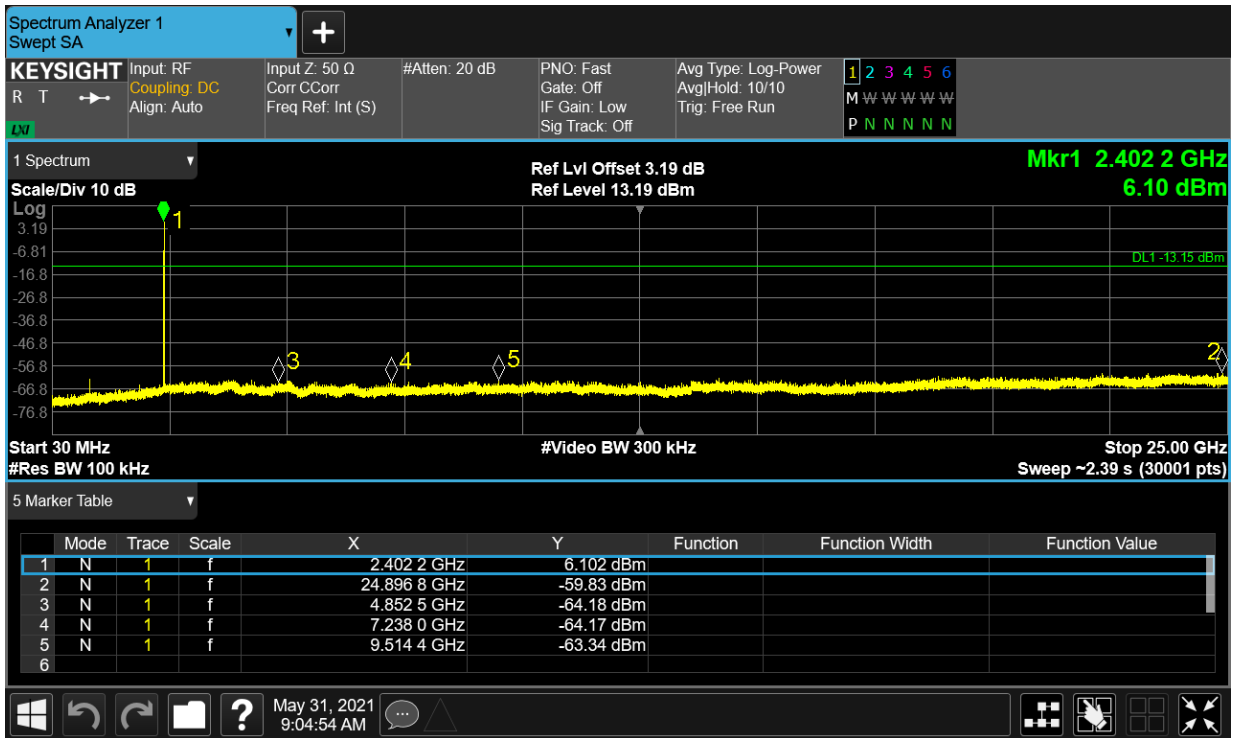 Spectrum Analyzer 1
Swept SA
KEYSIGHT
R T
LXI
Input: RF
Coupling: DC
Align: Auto
Input Z: 50 Ω
Corr CCorr
Freq Ref: Int (S)
#Atten: 20 dB
PNO: Fast
Gate: Off
IF Gain: Low
Sig Track: Off
Avg Type: Log-Power
Avg|Hold: 10/10
Trig: Free Run
1 2 3 4 5 6
M W W W W W
P N N N N N
1 Spectrum
Scale/Div 10 dB
Ref Lvl Offset 3.19 dB
Ref Level 13.19 dBm
Mkr1 2.402 2 GHz
6.10 dBm
Log
3.19
-6.81
-16.8
-26.8
-36.8
-46.8
-56.8
-66.8
-76.8
1
DL1 -13.15 dBm
3
4
5
2
Start 30 MHz
#Video BW 300 kHz
Stop 25.00 GHz
#Res BW 100 kHz
Sweep ~2.39 s (30001 pts)
5 Marker Table
Mode Trace Scale X Y Function Function Width Function Value
1 N 1 f 2.402 2 GHz 6.102 dBm
2 N 1 f 24.896 8 GHz -59.83 dBm
3 N 1 f 4.852 5 GHz -64.18 dBm
4 N 1 f 7.238 0 GHz -64.17 dBm
5 N 1 f 9.514 4 GHz -63.34 dBm
6
?
May 31, 2021
9:04:54 AM